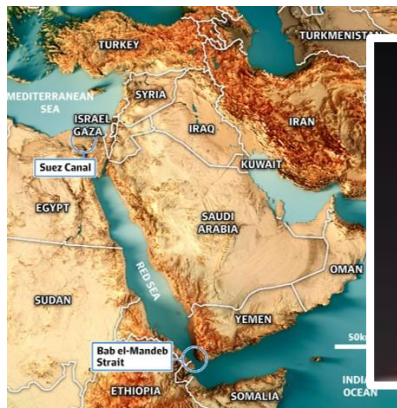 TURKEY
TURKMENIST
MEDITERRANEAN
SEA
SYRIA
ISRAEL
GAZA
IRAQ
IRAN
Suez Canal
KUWAIT
EGYPT
SAUDI
ARABIA
RED SEA
OMAN
SUDAN
YEMEN
50k
Bab el-Mandeb
Strait
ETHIOPIA
SOMALIA
INDIA
OCEAN